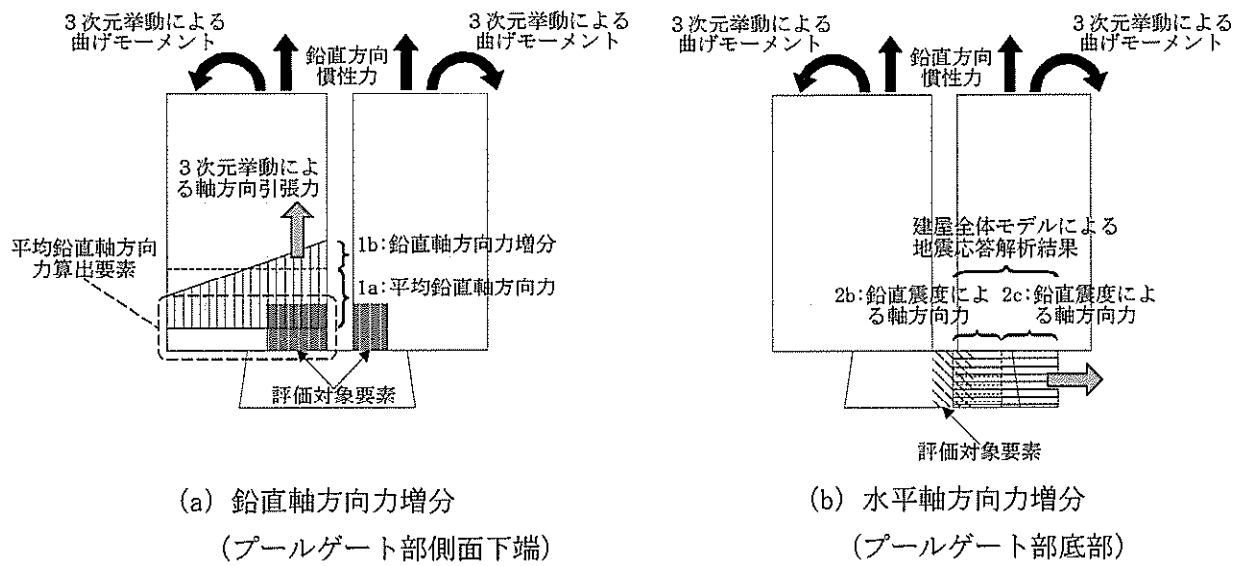 3次元挙動による
曲げモーメント
鉛直方向
慣性力
3次元挙動による
曲げモーメント
3次元挙動によ
る軸方向引張力
平均鉛直軸方向
力算出要素
1b:鉛直軸方向力増分
1a:平均鉛直軸方向力
評価対象要素
(a) 鉛直軸方向力増分
(プールゲート部側面下端)
3次元挙動による
曲げモーメント
鉛直方向
慣性力
3次元挙動による
曲げモーメント
建屋全体モデルによる
地震応答解析結果
2b:鉛直震度によ
る軸方向力
2c:鉛直震度によ
る軸方向力
評価対象要素
(b) 水平軸方向力増分
(プールゲート部底部)